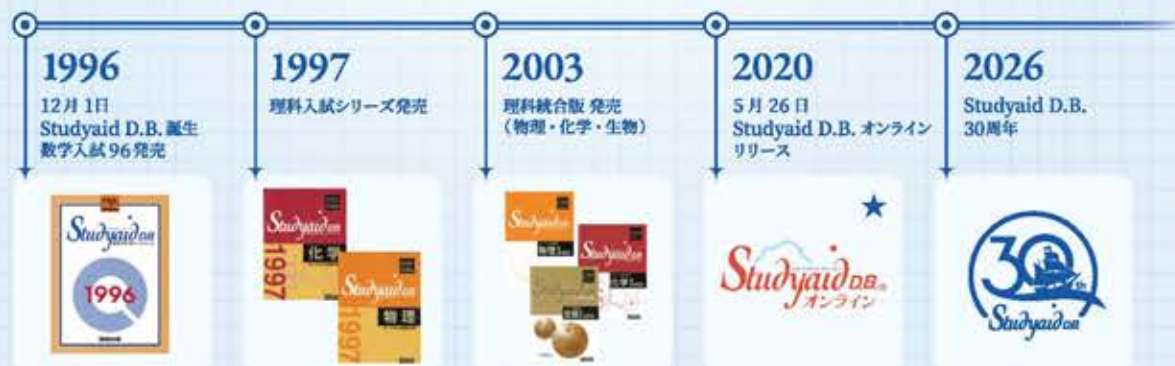 1996
12月1日
Studyaid D.B. 誕生
数学入試96発売
Studyaid D.B.
1996
1997
理科入試シリーズ発売
Studyaid D.B.
化学
1997
Studyaid D.B.
物理
1997
2003
理科統合版 発売
（物理・化学・生物）
Studyaid D.B.
Studyaid D.B.
2020
5月26日
Studyaid D.B. オンライン
リリース
★
Studyaid D.B.
オンライン
2026
Studyaid D.B.
30周年
30th
Studyaid D.B.